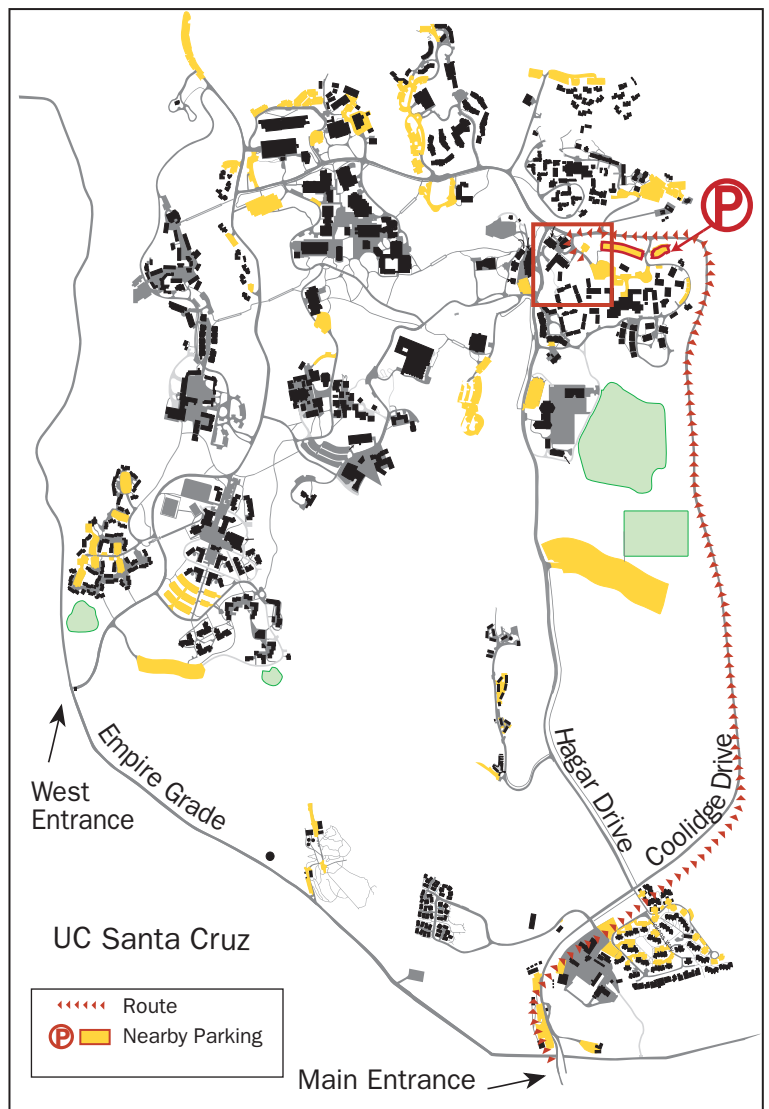 P
West
Entrance
Empire Grade
Hagar Drive
Coolidge Drive
UC Santa Cruz
Route
P Nearby Parking
Main Entrance